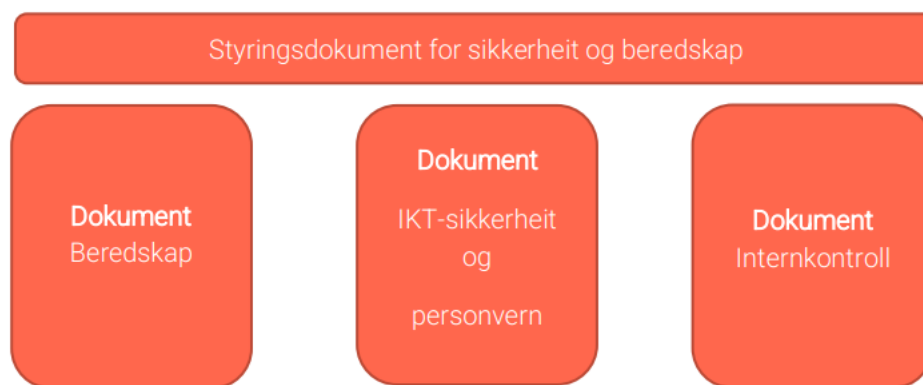 Styringsdokument for sikkerheit og beredskap
Dokument
Beredskap
Dokument
IKT-sikkerheit
og
personvern
Dokument
Internkontroll